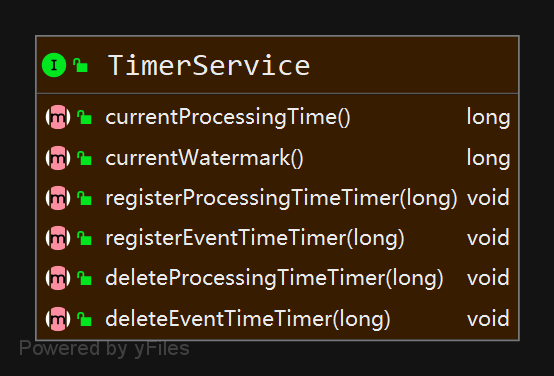 I TimerService
m currentProcessingTime() long
m currentWatermark() long
m registerProcessingTimeTimer(long) void
m registerEventTimeTimer(long) void
m deleteProcessingTimeTimer(long) void
m deleteEventTimeTimer(long) void
Powered by yFiles